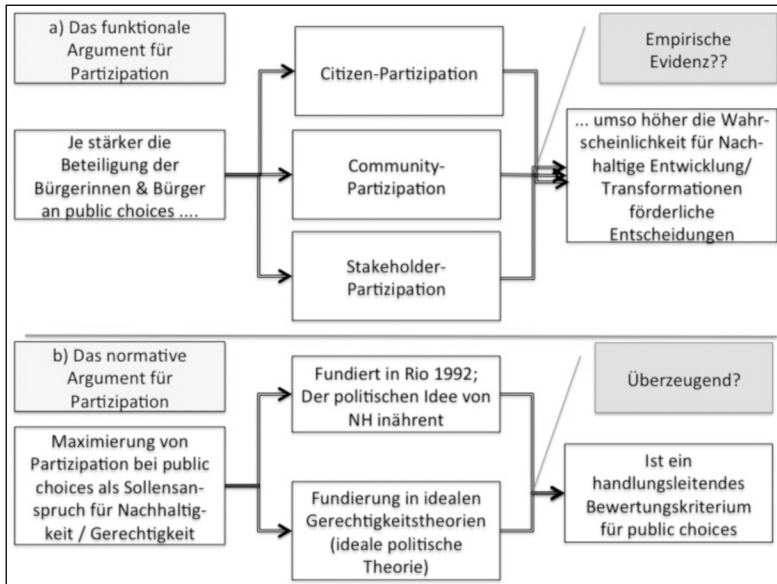 a) Das funktionale
Argument für
Partizipation
Citizen-Partizipation
Empirische
Evidenz??
Je stärker die
Beteiligung der
Bürgerinnen & Bürger
an public choices ....
Community-
Partizipation
... umso höher die Wahr-
scheinlichkeit für Nach-
haltige Entwicklung/
Transformationen
förderliche
Entscheidungen
Stakeholder-
Partizipation
b) Das normative
Argument für
Partizipation
Fundiert in Rio 1992;
Der politischen Idee von
NH inährent
Überzeugend?
Maximierung von
Partizipation bei public
choices als Sollensan-
spruch für Nachhaltig-
keit / Gerechtigkeit
Fundierung in idealen
Gerechtigkeitstheorien
(ideale politische
Theorie)
Ist ein
handlungsleitendes
Bewertungskriterium
für public choices